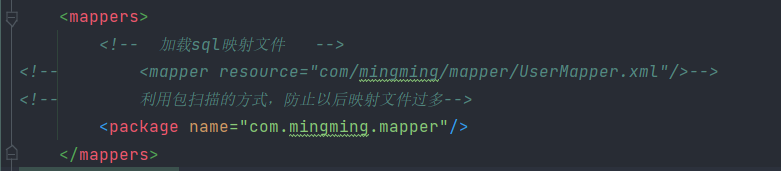 <mappers>
<!--  加载sql映射文件   -->
<!--        <mapper resource="com/mingming/mapper/UserMapper.xml"/>-->
<!--        利用包扫描的方式，防止以后映射文件过多-->
<package name="com.mingming.mapper"/>
</mappers>